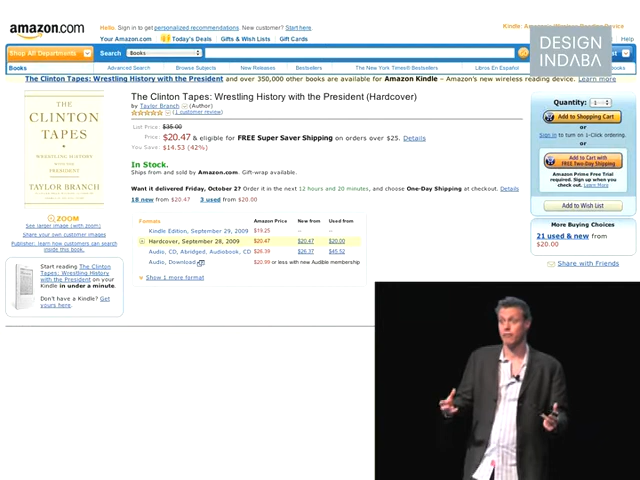 amazon.com
Hello. Sign in to get personalized recommendations. New customer? Start here.
Kindle: Amazon's Wireless Reading Device
Your Amazon.com Today's Deals Gifts & Wish Lists Gift Cards
Help
DESIGN
INDABA
Shop All Departments Search Books
Books Advanced Search Browse Subjects New Releases Bestsellers The New York Times® Bestsellers Libros En Español
The Clinton Tapes: Wrestling History with the President and over 350,000 other books are available for Amazon Kindle – Amazon's new wireless reading device. Learn more
THE
CLINTON
TAPES
WRESTLING HISTORY
WITH THE
PRESIDENT
TAYLOR BRANCH
ZOOM
See larger image (with zoom)
Share your own customer images
Publisher: learn how customers can search inside this book.
Start reading The Clinton Tapes: Wrestling History with the President on your Kindle in under a minute.
Don't have a Kindle? Get yours here.
The Clinton Tapes: Wrestling History with the President (Hardcover)
by Taylor Branch (Author)
(1 customer review)
List Price: $35.00
Price: $20.47 & eligible for FREE Super Saver Shipping on orders over $25. Details
You Save: $14.53 (42%)
In Stock.
Ships from and sold by Amazon.com. Gift-wrap available.
Want it delivered Friday, October 2? Order it in the next 12 hours and 20 minutes, and choose One-Day Shipping at checkout. Details
18 new from $20.47 3 used from $20.00
Formats Amazon Price New from Used from
Kindle Edition, September 29, 2009 $19.25 -- --
Hardcover, September 28, 2009 $20.47 $20.47 $20.00
Audio, CD, Abridged, Audiobook, CD $26.39 $26.37 $45.52
Audio, Download $20.99 or less with new Audible membership
Show 1 more format
Quantity: 1
Add to Shopping Cart
or
Sign in to turn on 1-Click ordering.
or
Add to Cart with
FREE Two-Day Shipping
Amazon Prime Free Trial
required. Sign up when you
check out. Learn More
Add to Wish List
More Buying Choices
21 used & new from
$20.00
Share with Friends